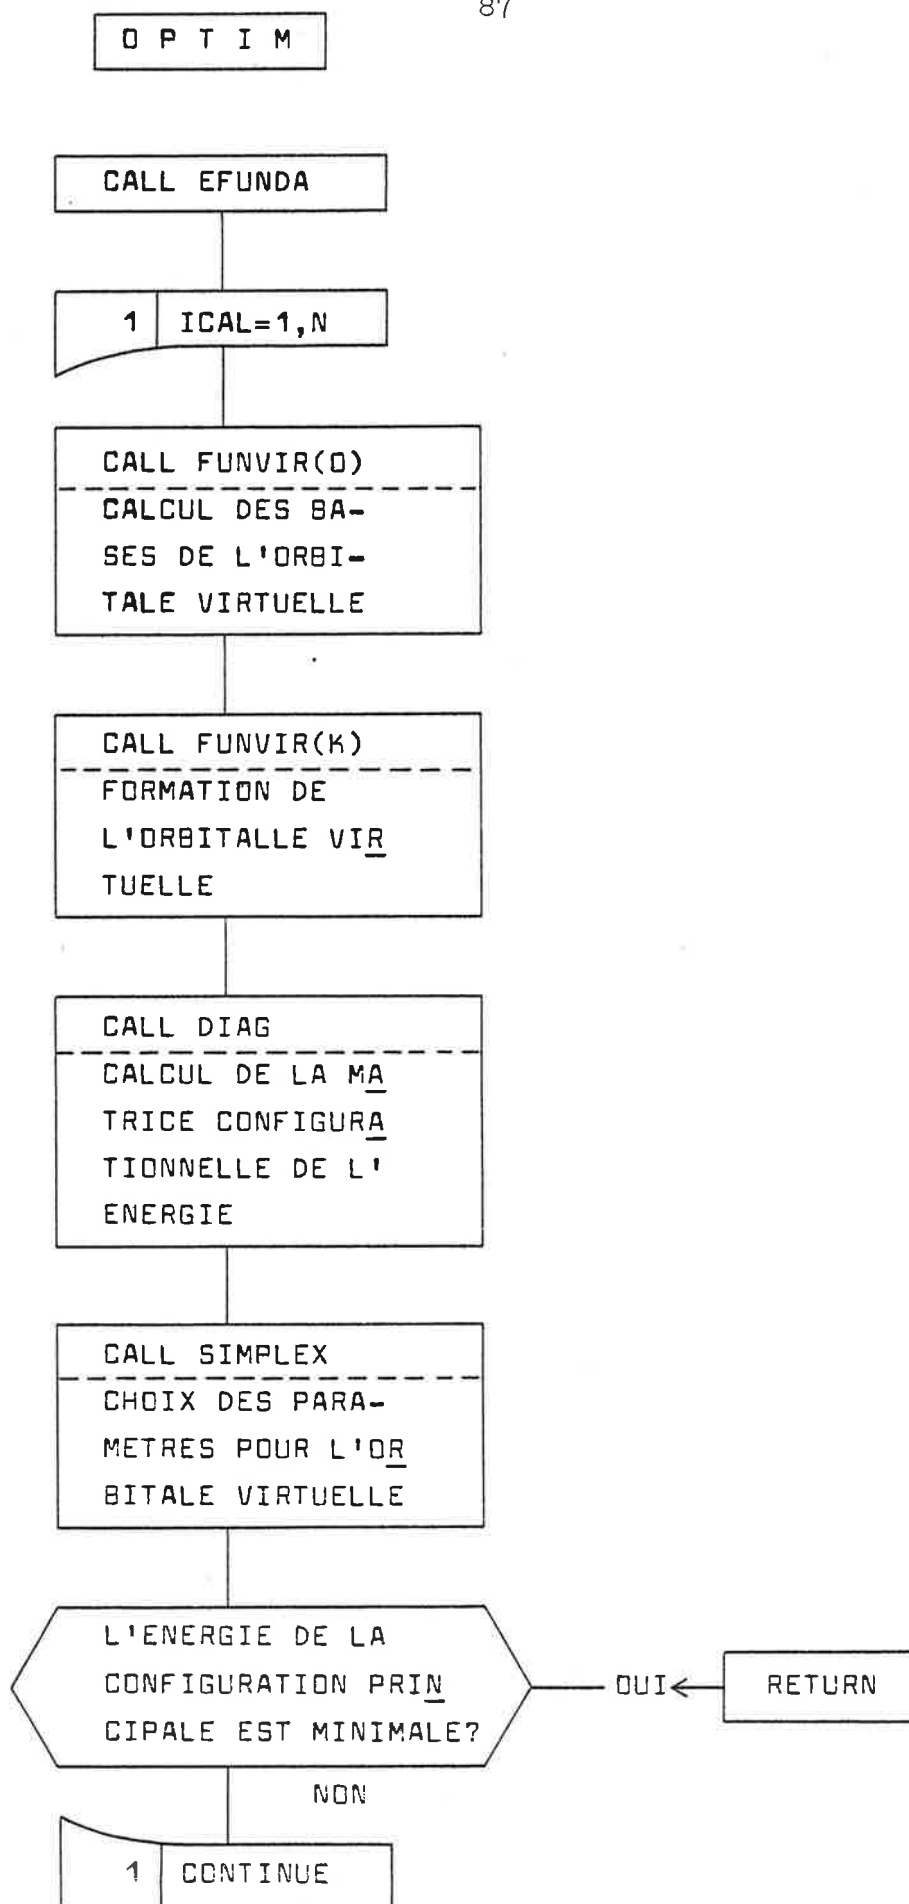 87
O P T I M
CALL EFUNDA
1 ICAL=1,N
CALL FUNVIR(O)
CALCUL DES BA-
SES DE L'ORBI-
TALE VIRTUELLE
CALL FUNVIR(K)
FORMATION DE
L'ORBITALLE VIR
TUELLE
CALL DIAG
CALCUL DE LA MA
TRICE CONFIGURA
TIONNELLE DE L'
ENERGIE
CALL SIMPLEX
CHOIX DES PARA-
METRES POUR L'OR
BITALE VIRTUELLE
L'ENERGIE DE LA
CONFIGURATION PRIN
CIPALE EST MINIMALE?
OUI
RETURN
NON
1 CONTINUE